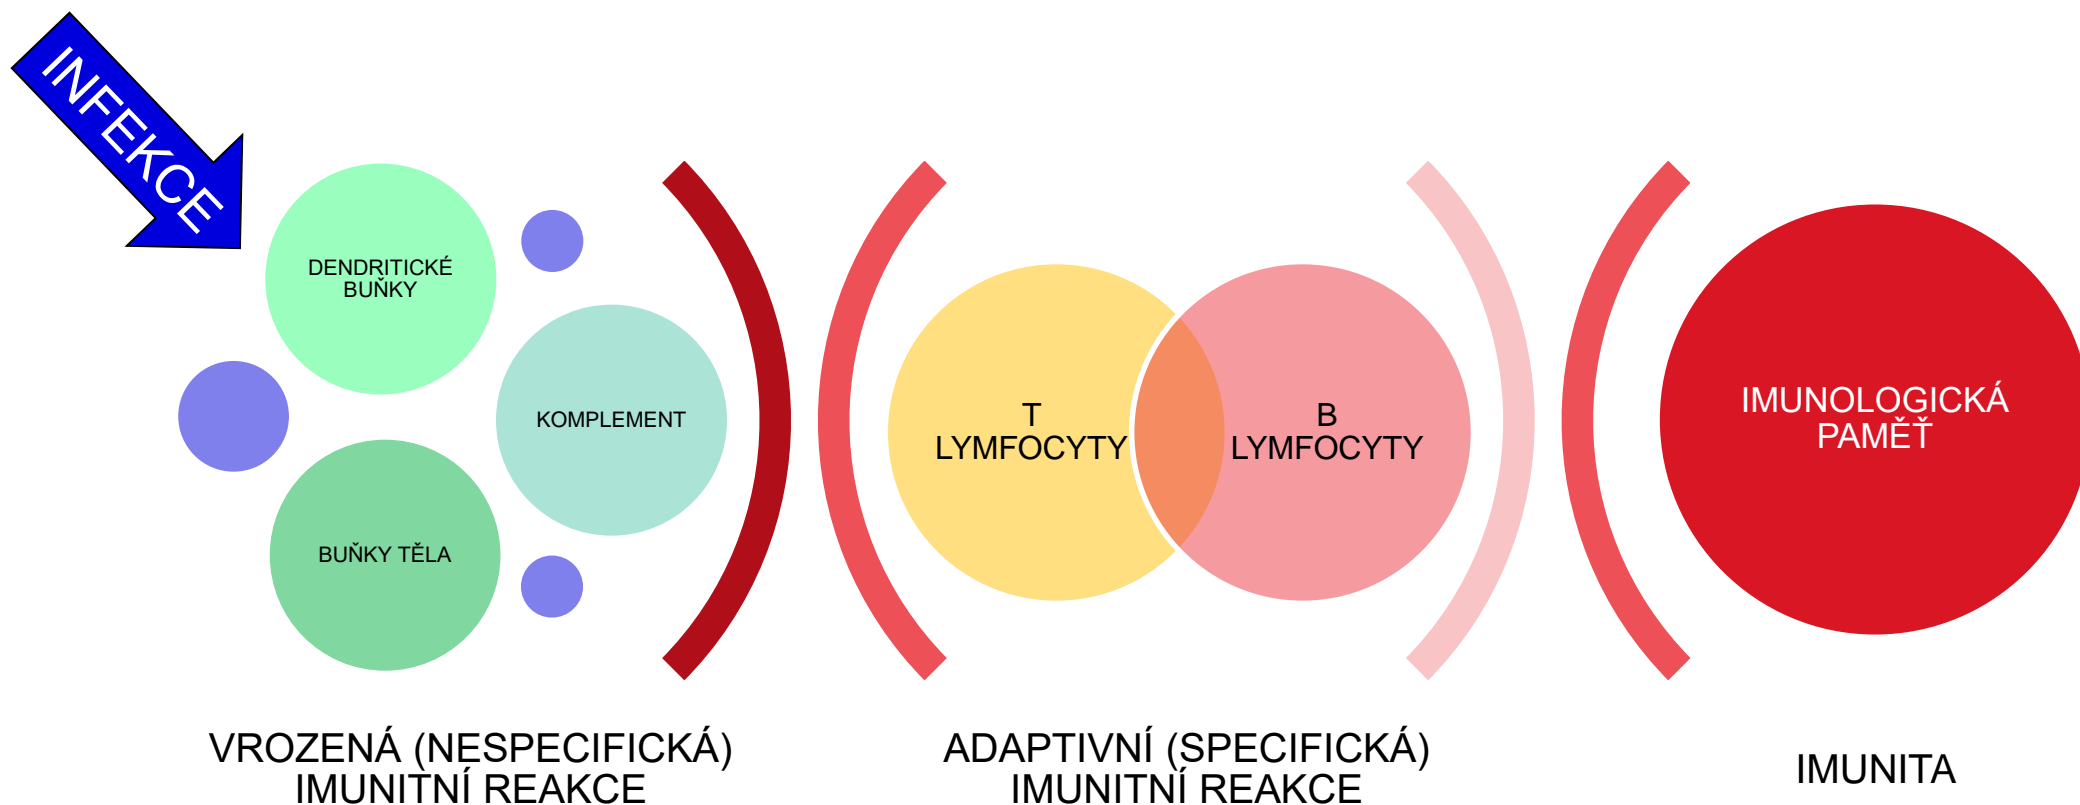 INFEKCE
DENDRITICKÉ
BUŇKY
KOMPLEMENT
BUŇKY TĚLA
VROZENÁ (NESPECIFICKÁ)
IMUNITNÍ REAKCE
T
LYMFOCYTY
B
LYMFOCYTY
ADAPTIVNÍ (SPECIFICKÁ)
IMUNITNÍ REAKCE
IMUNOLOGICKÁ
PAMĚŤ
IMUNITA